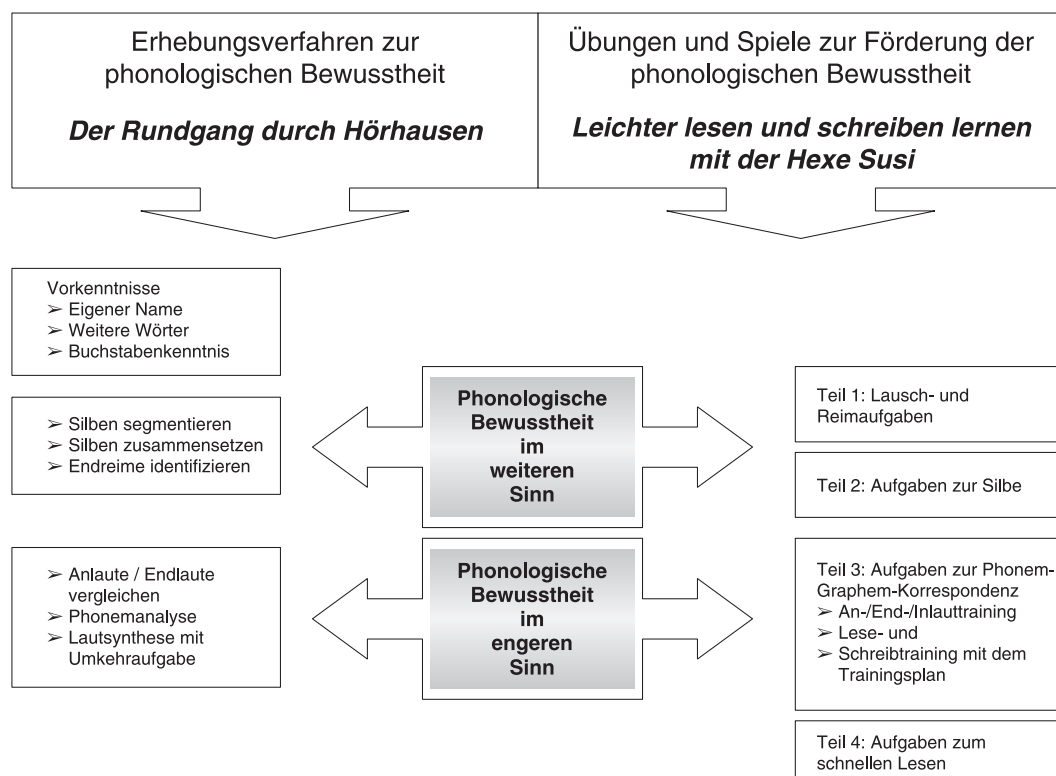 Erhebungsverfahren zur
phonologischen Bewusstheit
Der Rundgang durch Hörhausen
Übungen und Spiele zur Förderung der
phonologischen Bewusstheit
Leichter lesen und schreiben lernen
mit der Hexe Susi
Vorkenntnisse
➢ Eigener Name
➢ Weitere Wörter
➢ Buchstabenkenntnis
➢ Silben segmentieren
➢ Silben zusammensetzen
➢ Endreime identifizieren
Phonologische
Bewusstheit
im
weiteren
Sinn
Teil 1: Lausch- und
Reimaufgaben
Teil 2: Aufgaben zur Silbe
➢ Anlaute / Endlaute
vergleichen
➢ Phonemanalyse
➢ Lautsynthese mit
Umkehraufgabe
Phonologische
Bewusstheit
im
engeren
Sinn
Teil 3: Aufgaben zur Phonem-
Graphem-Korrespondenz
➢ An-/End-/Inlauttraining
➢ Lese- und
➢ Schreibtraining mit dem
Trainingsplan
Teil 4: Aufgaben zum
schnellen Lesen